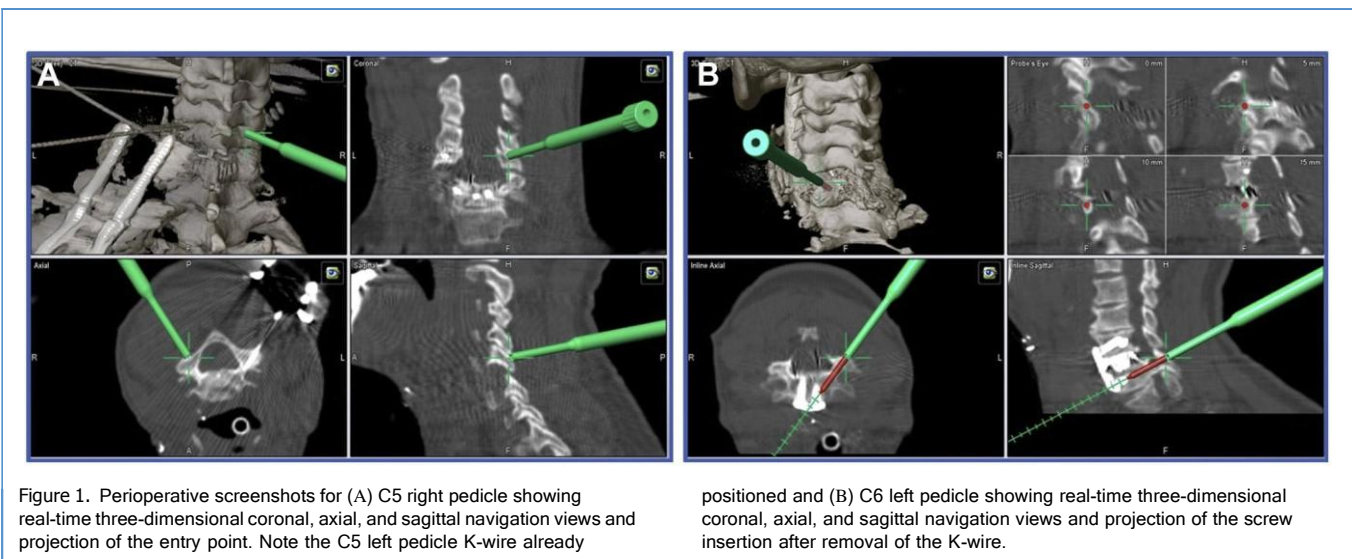 A
Coronal
H
L
R
L
R
F
F
Axial
P
Sagittal
H
R
L
A
P
A
F
B
H
Probe's Eye
H
0 mm
H
5 mm
L
R
F
F
10 mm
H
15 mm
F
F
F
Inline Axial
Inline Sagittal
H
R
L
F
Figure 1. Perioperative screenshots for (A) C5 right pedicle showing
real-time three-dimensional coronal, axial, and sagittal navigation views and
projection of the entry point. Note the C5 left pedicle K-wire already
positioned and (B) C6 left pedicle showing real-time three-dimensional
coronal, axial, and sagittal navigation views and projection of the screw
insertion after removal of the K-wire.